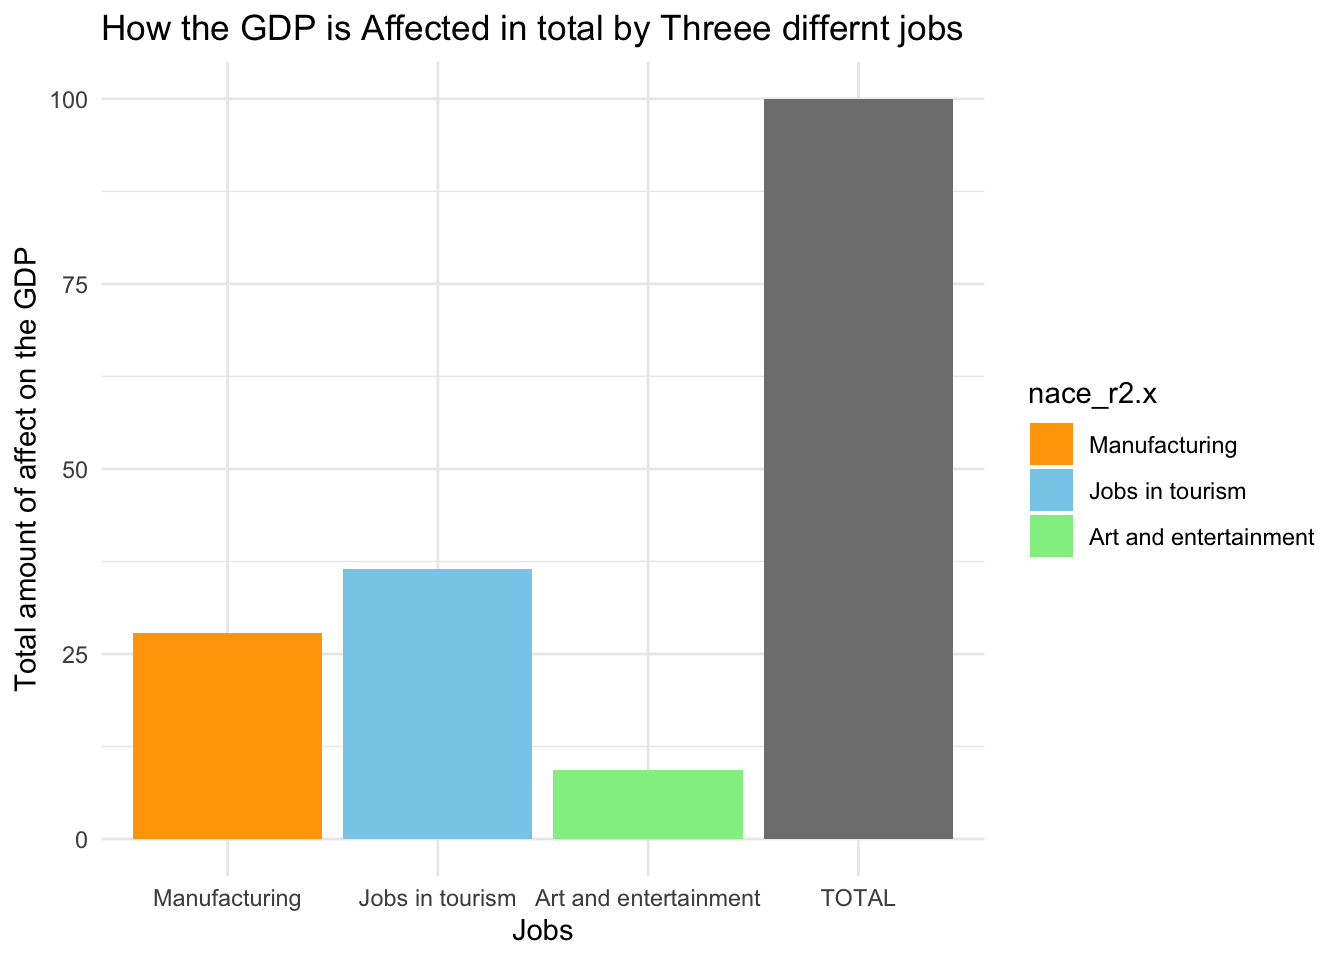 How the GDP is Affected in total by Threee differnt jobs
Total amount of affect on the GDP
100
75
50
25
0
Manufacturing
Jobs in tourism
Art and entertainment
TOTAL
Jobs
nace_r2.x
Manufacturing
Jobs in tourism
Art and entertainment